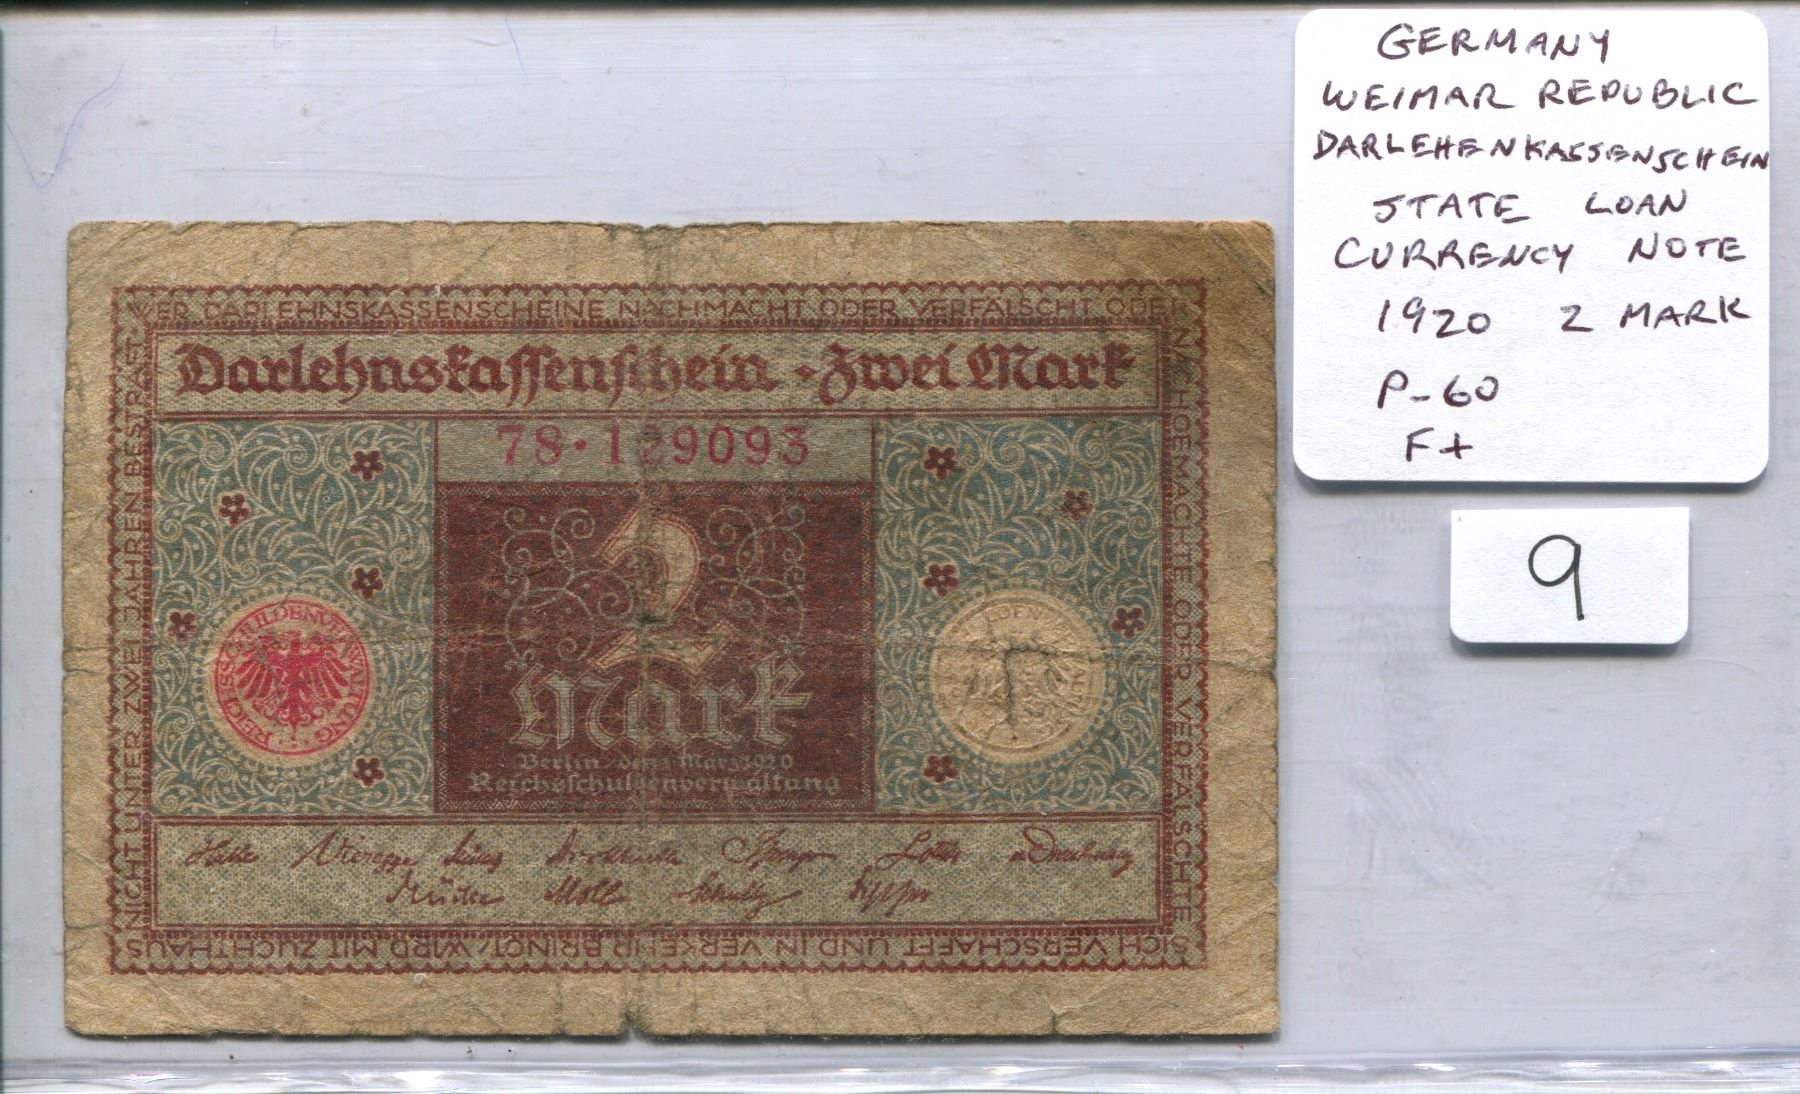 GERMANY
WEIMAR REPUBLIC
DARLEHENKASSENSCHEIN
STATE LOAN
CURRENCY NOTE
1920 2 MARK
P-60
F+
9
WER DARLEHNSKASSENSCHEINE NACHMACHT ODER VERFÄLSCHT ODER
NACHGEMACHTE ODER VERFÄLSCHTE
SICH VERSCHAFFT UND IN VERKEHR BRINGT, WIRD MIT ZUCHTHAUS
NICHT UNTER ZWEI JAHREN BESTRAFT
Darlehnskassenschein · Zwei Mark
78·129093
2
Mark
Berlin, den 1. März 1920
Reichsschuldenverwaltung
REICHSSCHULDENVERWALTUNG